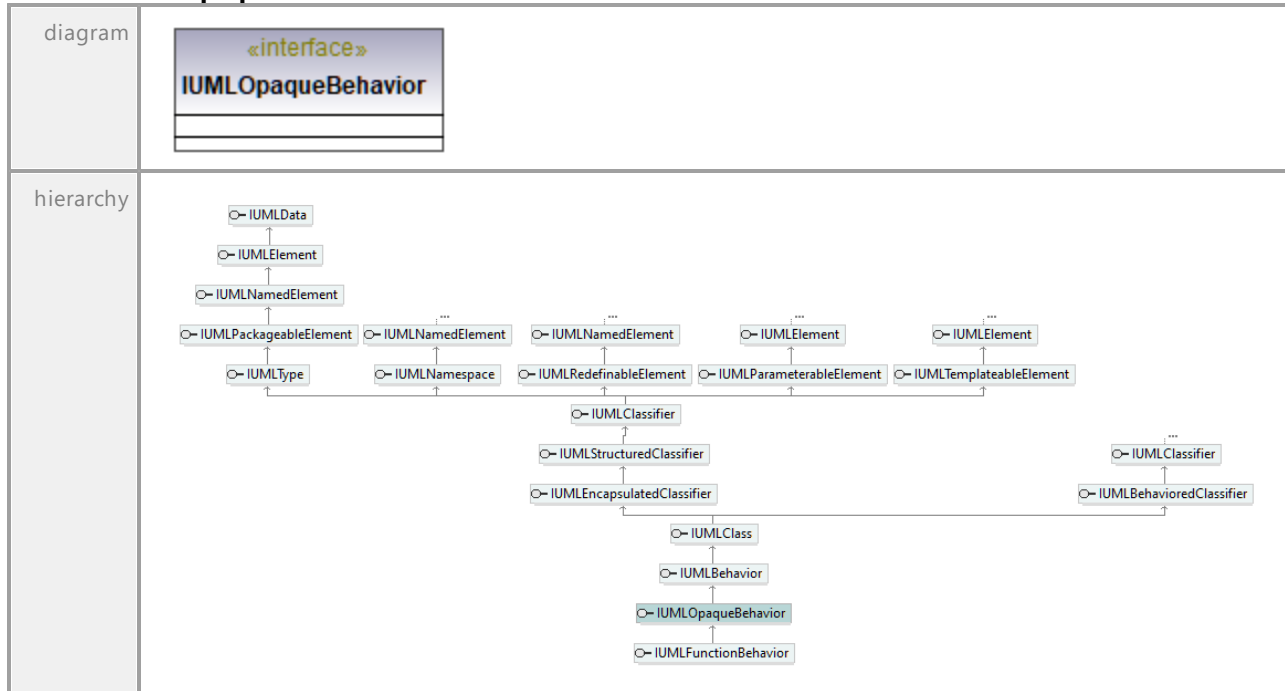 diagram
«interface»
IUMLOpaqueBehavior
hierarchy
IUMLData
IUMLElement
IUMLNamedElement
...
...
...
...
IUMLPackageableElement IUMLNamedElement IUMLNamedElement IUMLElement IUMLElement
IUMLType IUMLNamespace IUMLRedefinableElement IUMLParameterableElement IUMLTemplateableElement
IUMLClassifier
...
IUMLStructuredClassifier IUMLClassifier
IUMLEncapsulatedClassifier IUMLBehavioredClassifier
IUMLClass
IUMLBehavior
IUMLOpaqueBehavior
IUMLFunctionBehavior